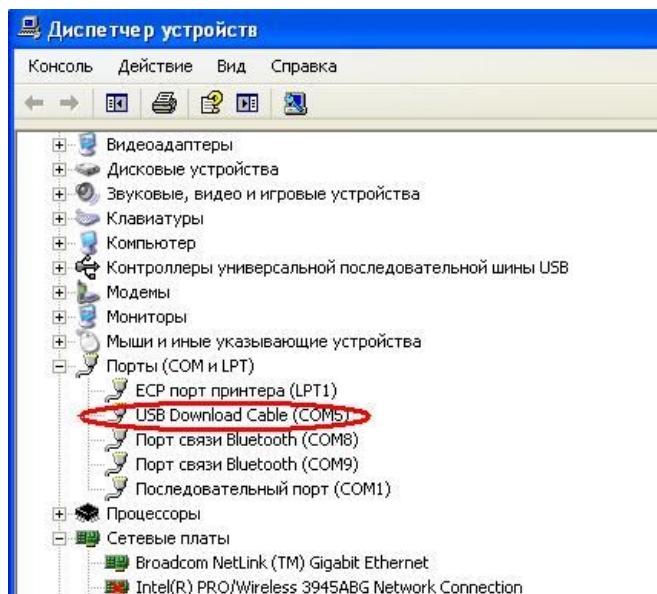 Диспетчер устройств
Консоль Действие Вид Справка
Видеоадаптеры
Дисковые устройства
Звуковые, видео и игровые устройства
Клавиатуры
Компьютер
Контроллеры универсальной последовательной шины USB
Модемы
Мониторы
Мыши и иные указывающие устройства
Порты (COM и LPT)
ECP порт принтера (LPT1)
USB Download Cable (COM5)
Порт связи Bluetooth (COM8)
Порт связи Bluetooth (COM9)
Последовательный порт (COM1)
Процессоры
Сетевые платы
Broadcom NetLink (TM) Gigabit Ethernet
Intel(R) PRO/Wireless 3945ABG Network Connection